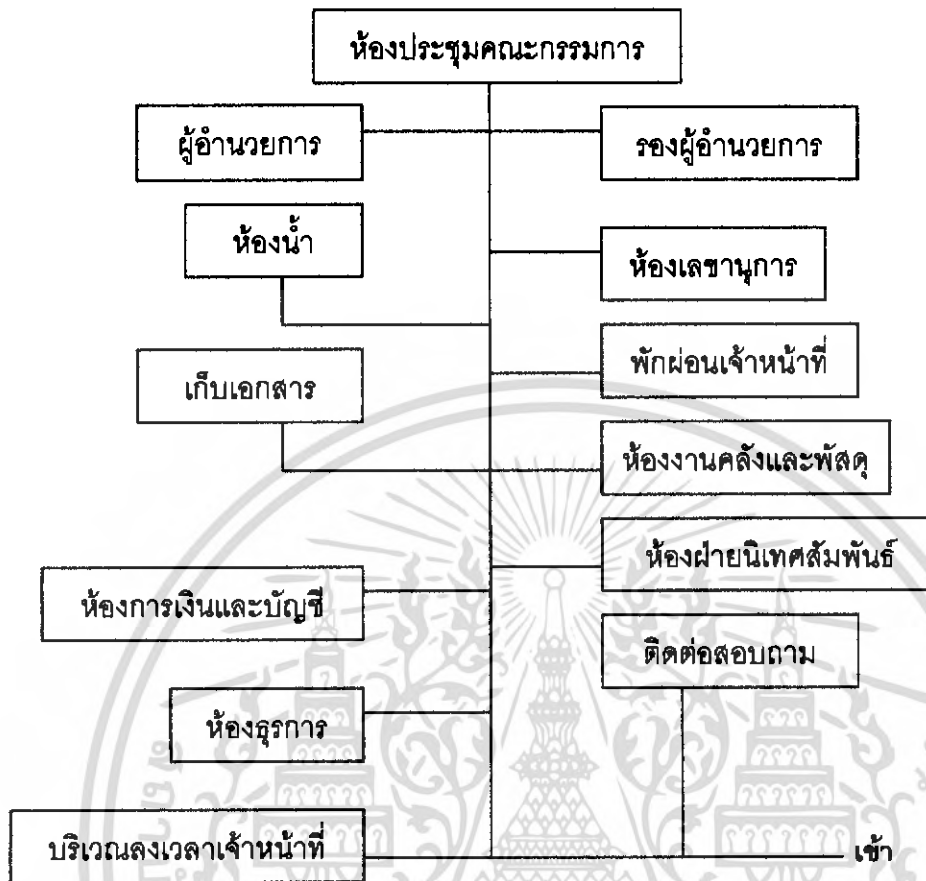 ห้องประชุมคณะกรรมการ
ผู้อำนวยการ
รองผู้อำนวยการ
ห้องน้ำ
ห้องเลขานุการ
พักผ่อนเจ้าหน้าที่
เก็บเอกสาร
ห้องงานคลังและพัสดุ
ห้องฝ่ายนิเทศสัมพันธ์
ห้องการเงินและบัญชี
ติดต่อสอบถาม
ห้องธุรการ
บริเวณลงเวลาเจ้าหน้าที่
เข้า